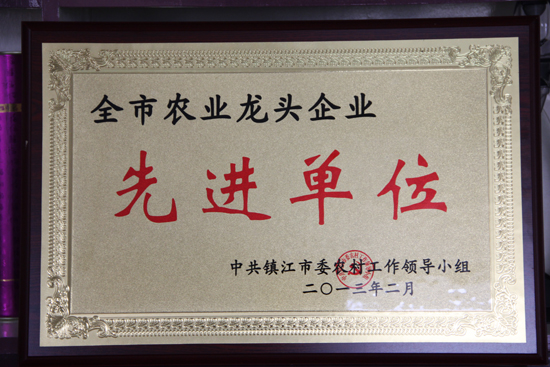 全市农业龙头企业
先进单位
中共镇江市委农村工作领导小组
二〇一三年二月